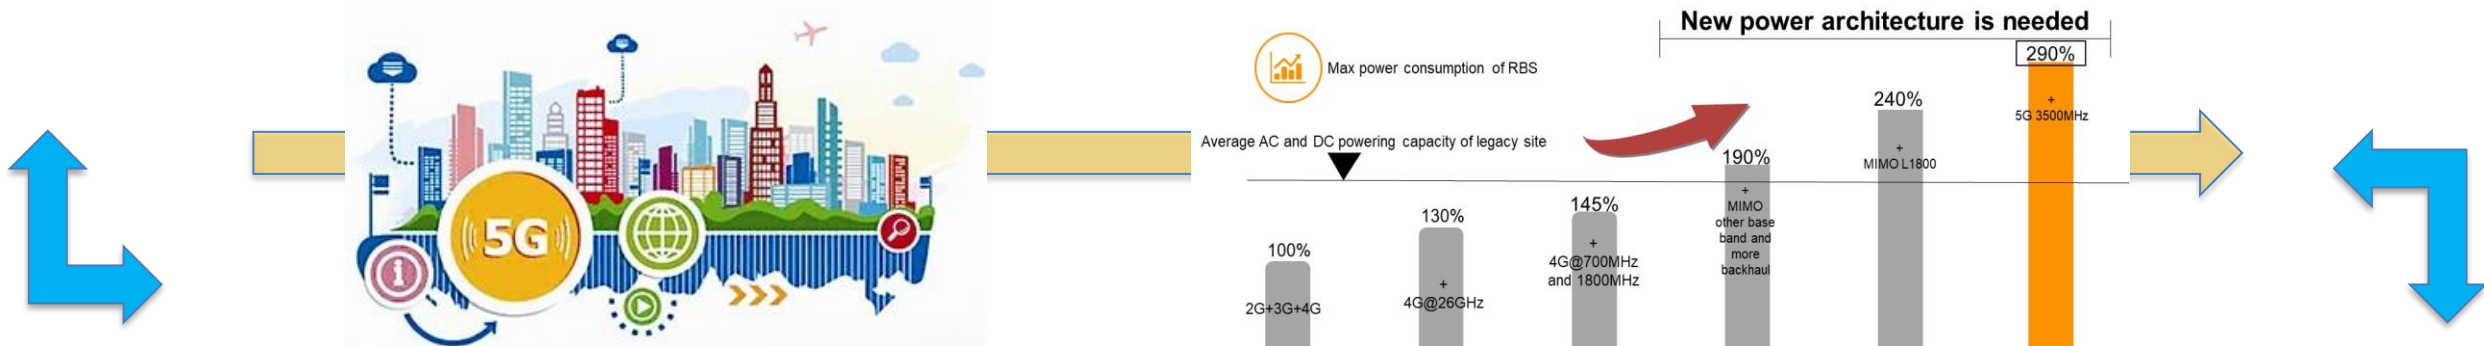 5G
i
New power architecture is needed
Max power consumption of RBS
Average AC and DC powering capacity of legacy site
100%
2G+3G+4G
130%
+
4G@26GHz
145%
+
4G@700MHz
and 1800MHz
190%
+
MIMO
other base
band and
more
backhaul
240%
+
MIMO L1800
290%
+
5G 3500MHz